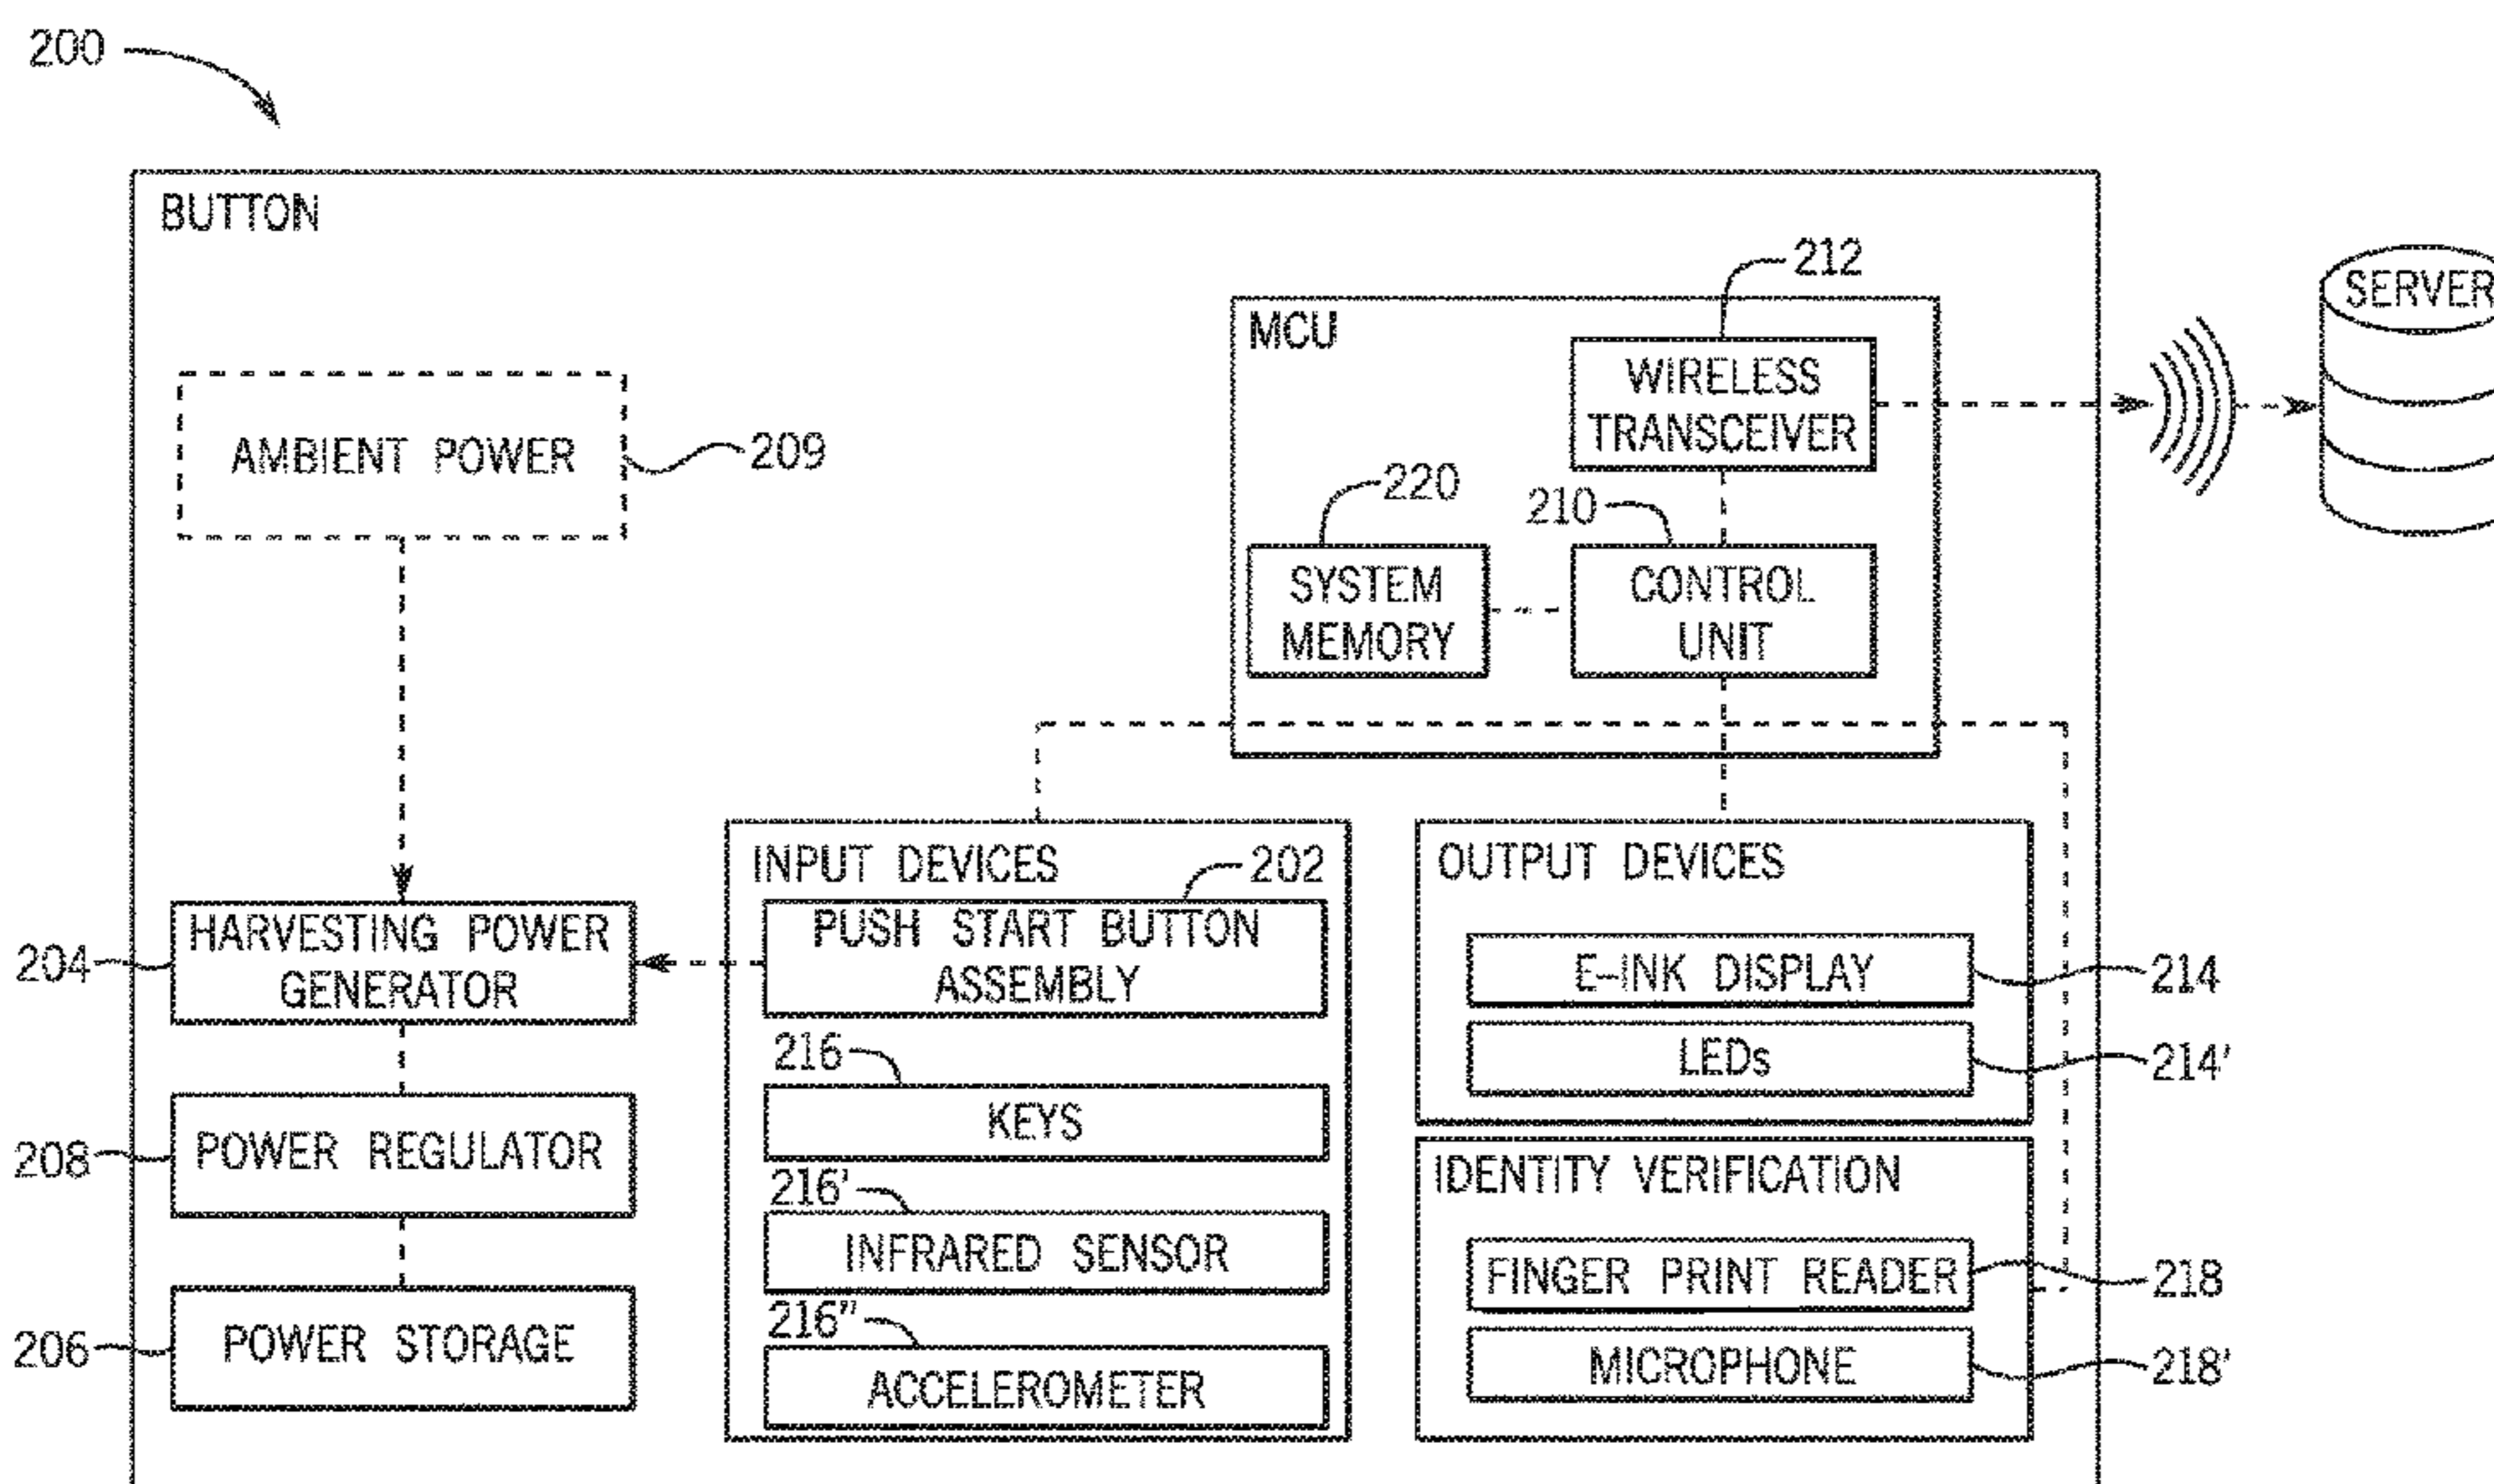 200
BUTTON
212
SERVER
MCU
WIRELESS
TRANSCEIVER
AMBIENT POWER
209
220
210
SYSTEM
MEMORY
CONTROL
UNIT
INPUT DEVICES
202
OUTPUT DEVICES
PUSH START BUTTON
ASSEMBLY
HARVESTING POWER
GENERATOR
204
E-INK DISPLAY
214
LEDs
214'
216
KEYS
208
POWER REGULATOR
IDENTITY VERIFICATION
216'
INFRARED SENSOR
FINGER PRINT READER
218
216"
206
POWER STORAGE
ACCELEROMETER
MICROPHONE
218'